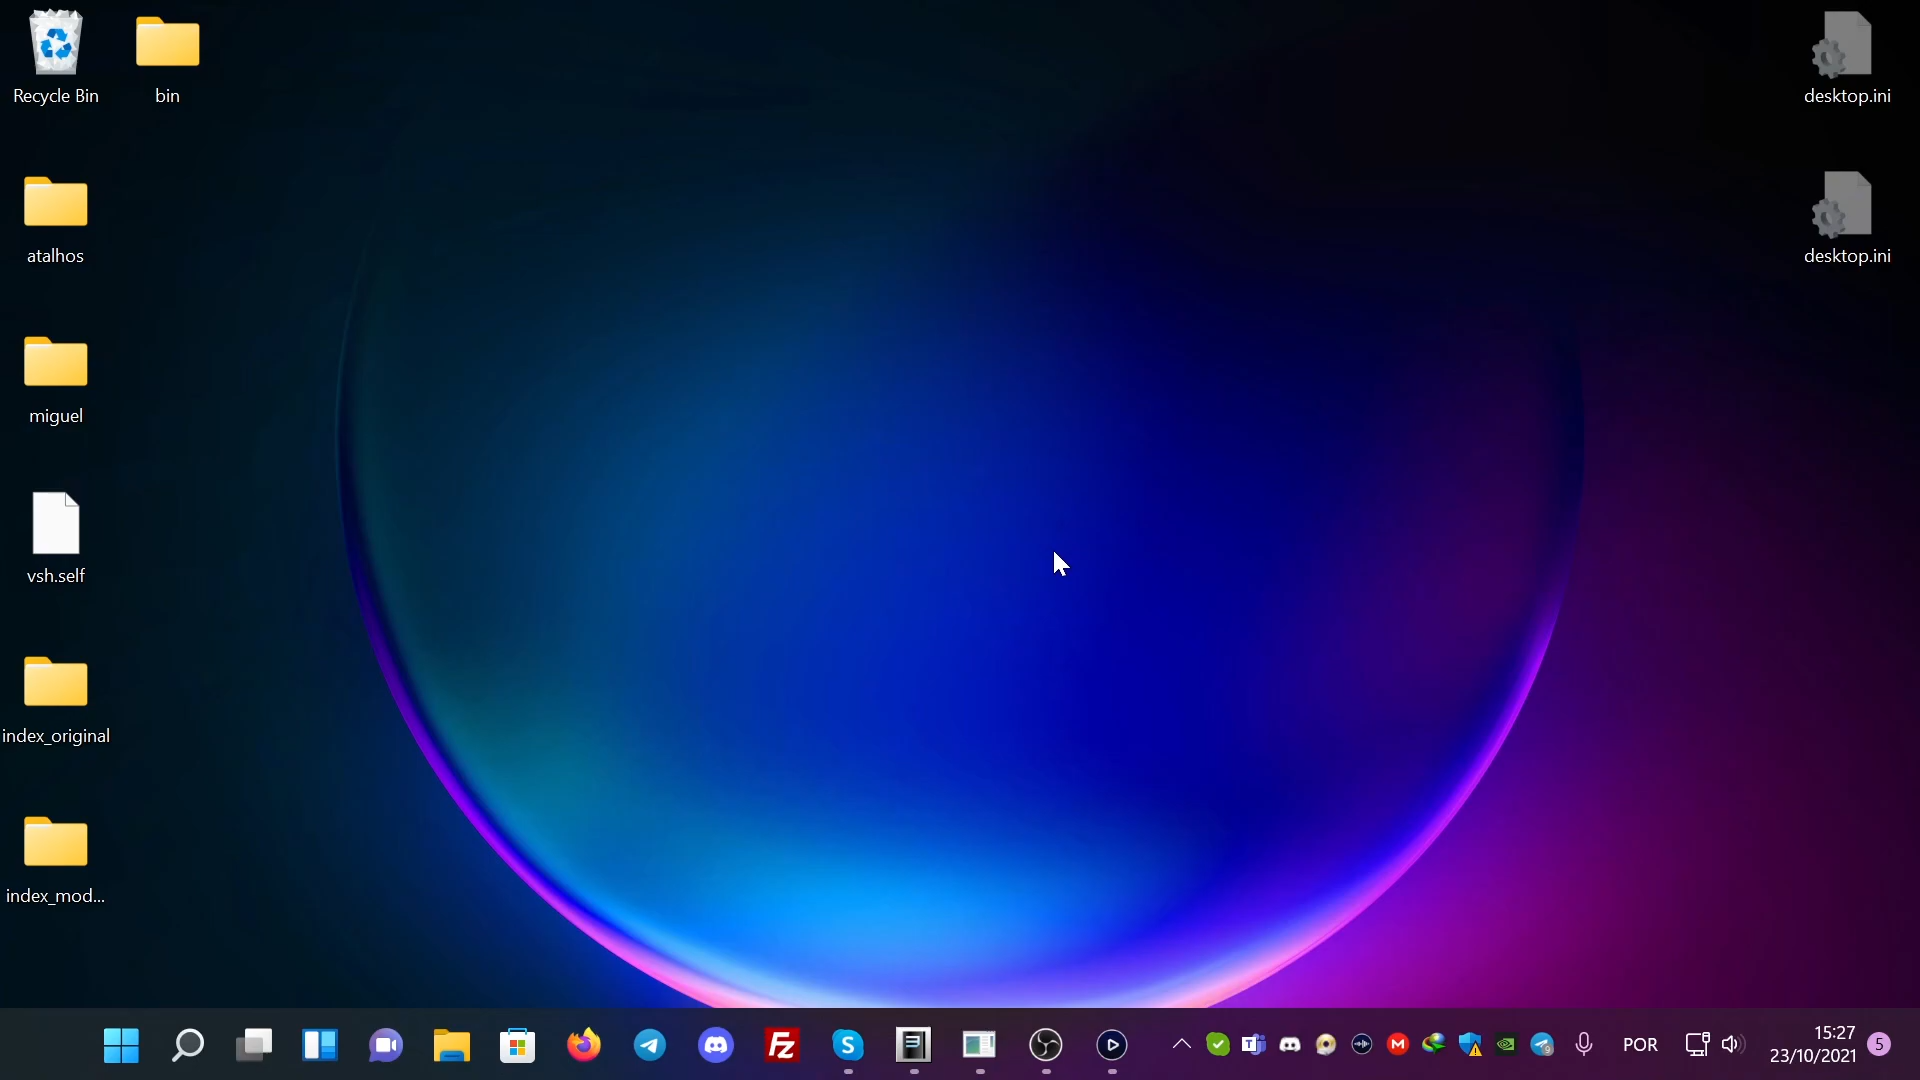 Recycle Bin
bin
desktop.ini
atalhos
desktop.ini
miguel
vsh.self
index_original
index_mod...
POR
15:27
23/10/2021
5